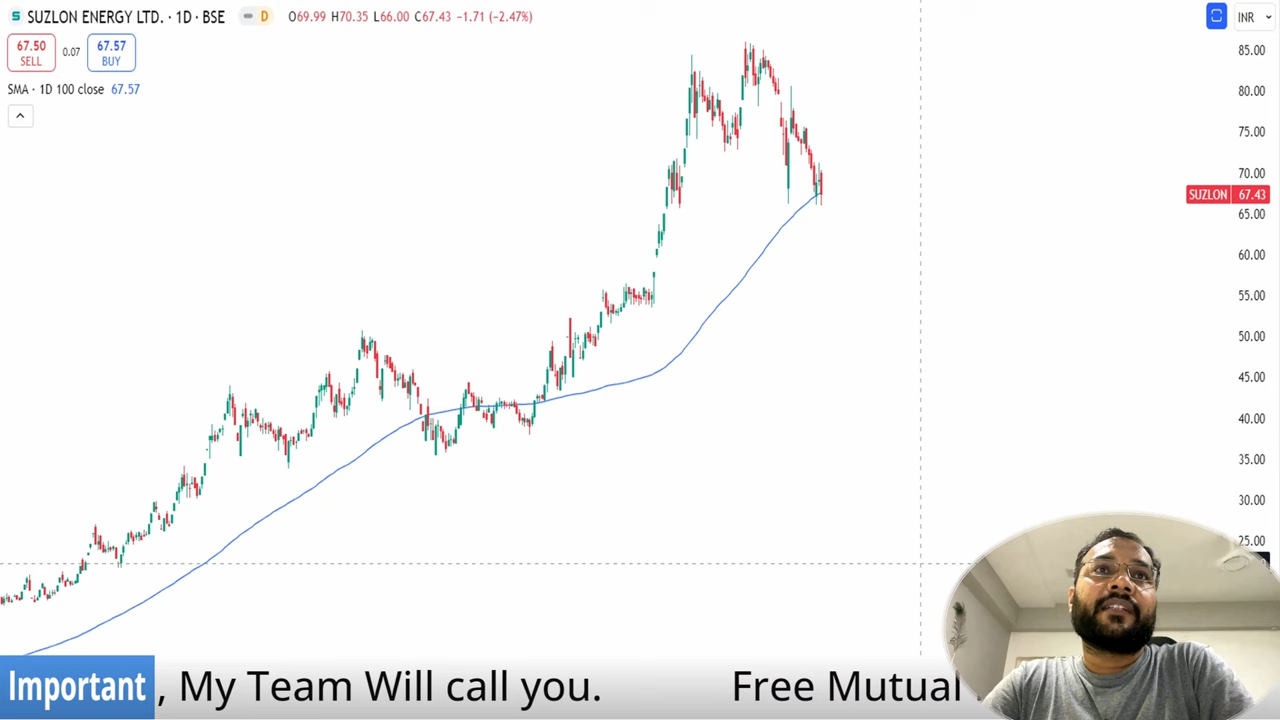 S SUZLON ENERGY LTD. · 1D · BSE D O69.99 H70.35 L66.00 C67.43 −1.71 (−2.47%) INR
67.50 SELL 0.07 67.57 BUY
SMA · 1D 100 close 67.57
85.00
80.00
75.00
70.00
SUZLON 67.43
65.00
60.00
55.00
50.00
45.00
40.00
35.00
30.00
25.00
Important , My Team Will call you. Free Mutual